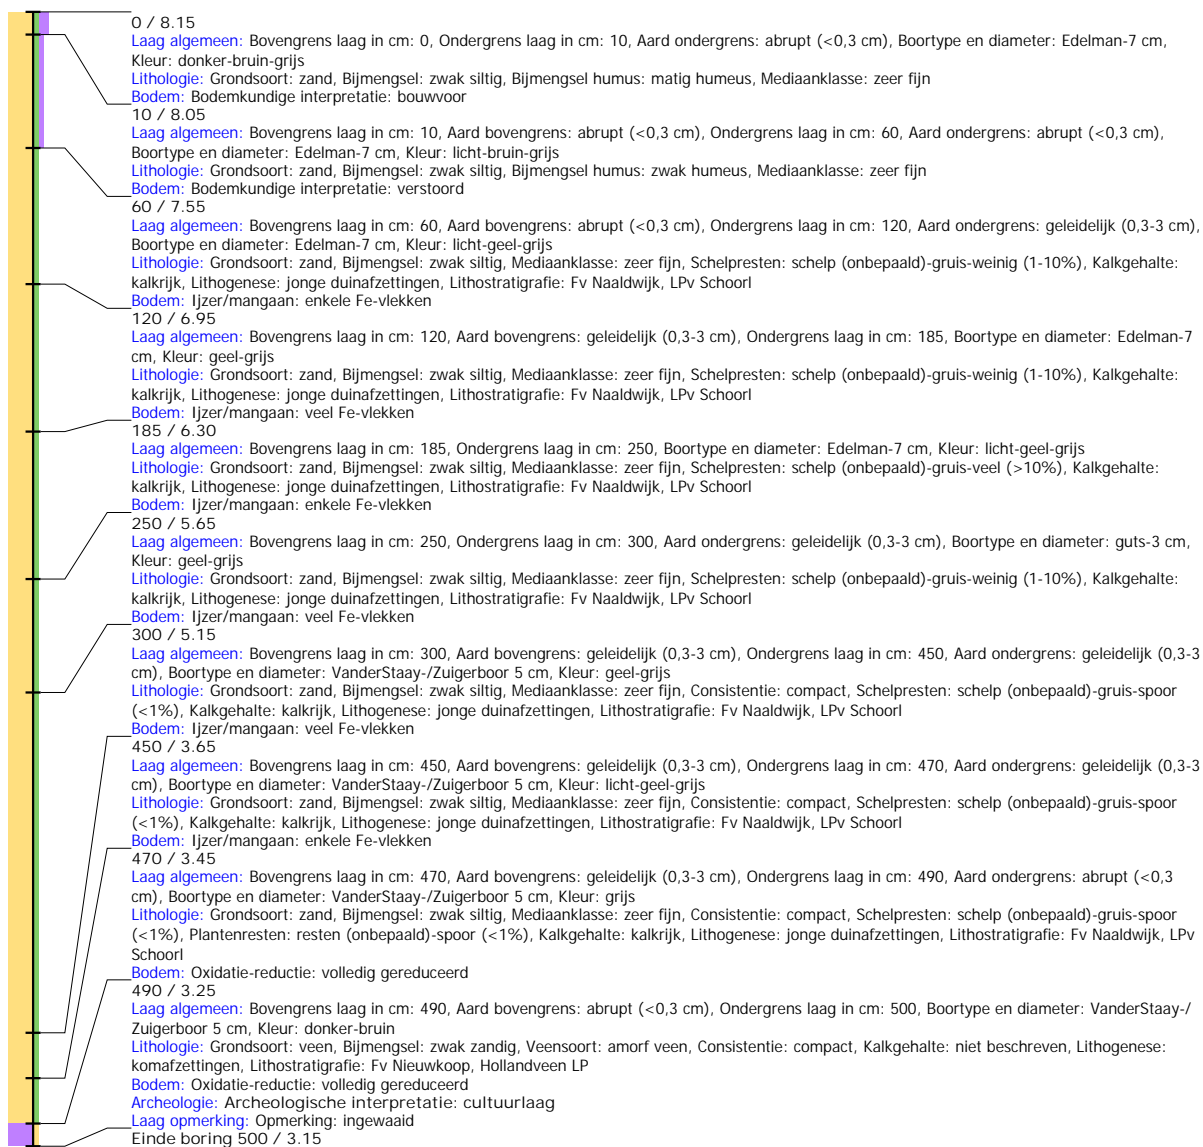 0 / 8.15
Laag algemeen: Bovengrens laag in cm: 0, Ondergrens laag in cm: 10, Aard ondergrens: abrupt (<0,3 cm), Boortype en diameter: Edelman-7 cm,
Kleur: donker-bruin-grijs
Lithologie: Grondsoort: zand, Bijmengsel: zwak siltig, Bijmengsel humus: matig humeus, Mediaanklasse: zeer fijn
Bodem: Bodemkundige interpretatie: bouwvoor
10 / 8.05
Laag algemeen: Bovengrens laag in cm: 10, Aard bovengrens: abrupt (<0,3 cm), Ondergrens laag in cm: 60, Aard ondergrens: abrupt (<0,3 cm),
Boortype en diameter: Edelman-7 cm, Kleur: licht-bruin-grijs
Lithologie: Grondsoort: zand, Bijmengsel: zwak siltig, Bijmengsel humus: zwak humeus, Mediaanklasse: zeer fijn
Bodem: Bodemkundige interpretatie: verstoord
60 / 7.55
Laag algemeen: Bovengrens laag in cm: 60, Aard bovengrens: abrupt (<0,3 cm), Ondergrens laag in cm: 120, Aard ondergrens: geleidelijk (0,3-3 cm),
Boortype en diameter: Edelman-7 cm, Kleur: licht-geel-grijs
Lithologie: Grondsoort: zand, Bijmengsel: zwak siltig, Mediaanklasse: zeer fijn, Schelpresten: schelp (onbepaald)-gruis-weinig (1-10%), Kalkgehalte:
kalkrijk, Lithogenese: jonge duinafzettingen, Lithostratigrafie: Fv Naaldwijk, LPv Schoorl
Bodem: Ijzer/mangaan: enkele Fe-vlekken
120 / 6.95
Laag algemeen: Bovengrens laag in cm: 120, Aard bovengrens: geleidelijk (0,3-3 cm), Ondergrens laag in cm: 185, Boortype en diameter: Edelman-7
cm, Kleur: geel-grijs
Lithologie: Grondsoort: zand, Bijmengsel: zwak siltig, Mediaanklasse: zeer fijn, Schelpresten: schelp (onbepaald)-gruis-weinig (1-10%), Kalkgehalte:
kalkrijk, Lithogenese: jonge duinafzettingen, Lithostratigrafie: Fv Naaldwijk, LPv Schoorl
Bodem: Ijzer/mangaan: veel Fe-vlekken
185 / 6.30
Laag algemeen: Bovengrens laag in cm: 185, Ondergrens laag in cm: 250, Boortype en diameter: Edelman-7 cm, Kleur: licht-geel-grijs
Lithologie: Grondsoort: zand, Bijmengsel: zwak siltig, Mediaanklasse: zeer fijn, Schelpresten: schelp (onbepaald)-gruis-veel (>10%), Kalkgehalte:
kalkrijk, Lithogenese: jonge duinafzettingen, Lithostratigrafie: Fv Naaldwijk, LPv Schoorl
Bodem: Ijzer/mangaan: enkele Fe-vlekken
250 / 5.65
Laag algemeen: Bovengrens laag in cm: 250, Ondergrens laag in cm: 300, Aard ondergrens: geleidelijk (0,3-3 cm), Boortype en diameter: guts-3 cm,
Kleur: geel-grijs
Lithologie: Grondsoort: zand, Bijmengsel: zwak siltig, Mediaanklasse: zeer fijn, Schelpresten: schelp (onbepaald)-gruis-weinig (1-10%), Kalkgehalte:
kalkrijk, Lithogenese: jonge duinafzettingen, Lithostratigrafie: Fv Naaldwijk, LPv Schoorl
Bodem: Ijzer/mangaan: veel Fe-vlekken
300 / 5.15
Laag algemeen: Bovengrens laag in cm: 300, Aard bovengrens: geleidelijk (0,3-3 cm), Ondergrens laag in cm: 450, Aard ondergrens: geleidelijk (0,3-3
cm), Boortype en diameter: VanderStaay-/Zuigerboor 5 cm, Kleur: geel-grijs
Lithologie: Grondsoort: zand, Bijmengsel: zwak siltig, Mediaanklasse: zeer fijn, Consistentie: compact, Schelpresten: schelp (onbepaald)-gruis-spoor
(<1%), Kalkgehalte: kalkrijk, Lithogenese: jonge duinafzettingen, Lithostratigrafie: Fv Naaldwijk, LPv Schoorl
Bodem: Ijzer/mangaan: veel Fe-vlekken
450 / 3.65
Laag algemeen: Bovengrens laag in cm: 450, Aard bovengrens: geleidelijk (0,3-3 cm), Ondergrens laag in cm: 470, Aard ondergrens: geleidelijk (0,3-3
cm), Boortype en diameter: VanderStaay-/Zuigerboor 5 cm, Kleur: licht-geel-grijs
Lithologie: Grondsoort: zand, Bijmengsel: zwak siltig, Mediaanklasse: zeer fijn, Consistentie: compact, Schelpresten: schelp (onbepaald)-gruis-spoor
(<1%), Kalkgehalte: kalkrijk, Lithogenese: jonge duinafzettingen, Lithostratigrafie: Fv Naaldwijk, LPv Schoorl
Bodem: Ijzer/mangaan: enkele Fe-vlekken
470 / 3.45
Laag algemeen: Bovengrens laag in cm: 470, Aard bovengrens: geleidelijk (0,3-3 cm), Ondergrens laag in cm: 490, Aard ondergrens: abrupt (<0,3
cm), Boortype en diameter: VanderStaay-/Zuigerboor 5 cm, Kleur: grijs
Lithologie: Grondsoort: zand, Bijmengsel: zwak siltig, Mediaanklasse: zeer fijn, Consistentie: compact, Schelpresten: schelp (onbepaald)-gruis-spoor
(<1%), Plantenresten: resten (onbepaald)-spoor (<1%), Kalkgehalte: kalkrijk, Lithogenese: jonge duinafzettingen, Lithostratigrafie: Fv Naaldwijk, LPv
Schoorl
Bodem: Oxidatie-reductie: volledig gereduceerd
490 / 3.25
Laag algemeen: Bovengrens laag in cm: 490, Aard bovengrens: abrupt (<0,3 cm), Ondergrens laag in cm: 500, Boortype en diameter: VanderStaay-/
Zuigerboor 5 cm, Kleur: donker-bruin
Lithologie: Grondsoort: veen, Bijmengsel: zwak zandig, Veensoort: amorf veen, Consistentie: compact, Kalkgehalte: niet beschreven, Lithogenese:
komafzettingen, Lithostratigrafie: Fv Nieuwkoop, Hollandveen LP
Bodem: Oxidatie-reductie: volledig gereduceerd
Archeologie: Archeologische interpretatie: cultuurlaag
Laag opmerking: Opmerking: ingewaaid
Einde boring 500 / 3.15